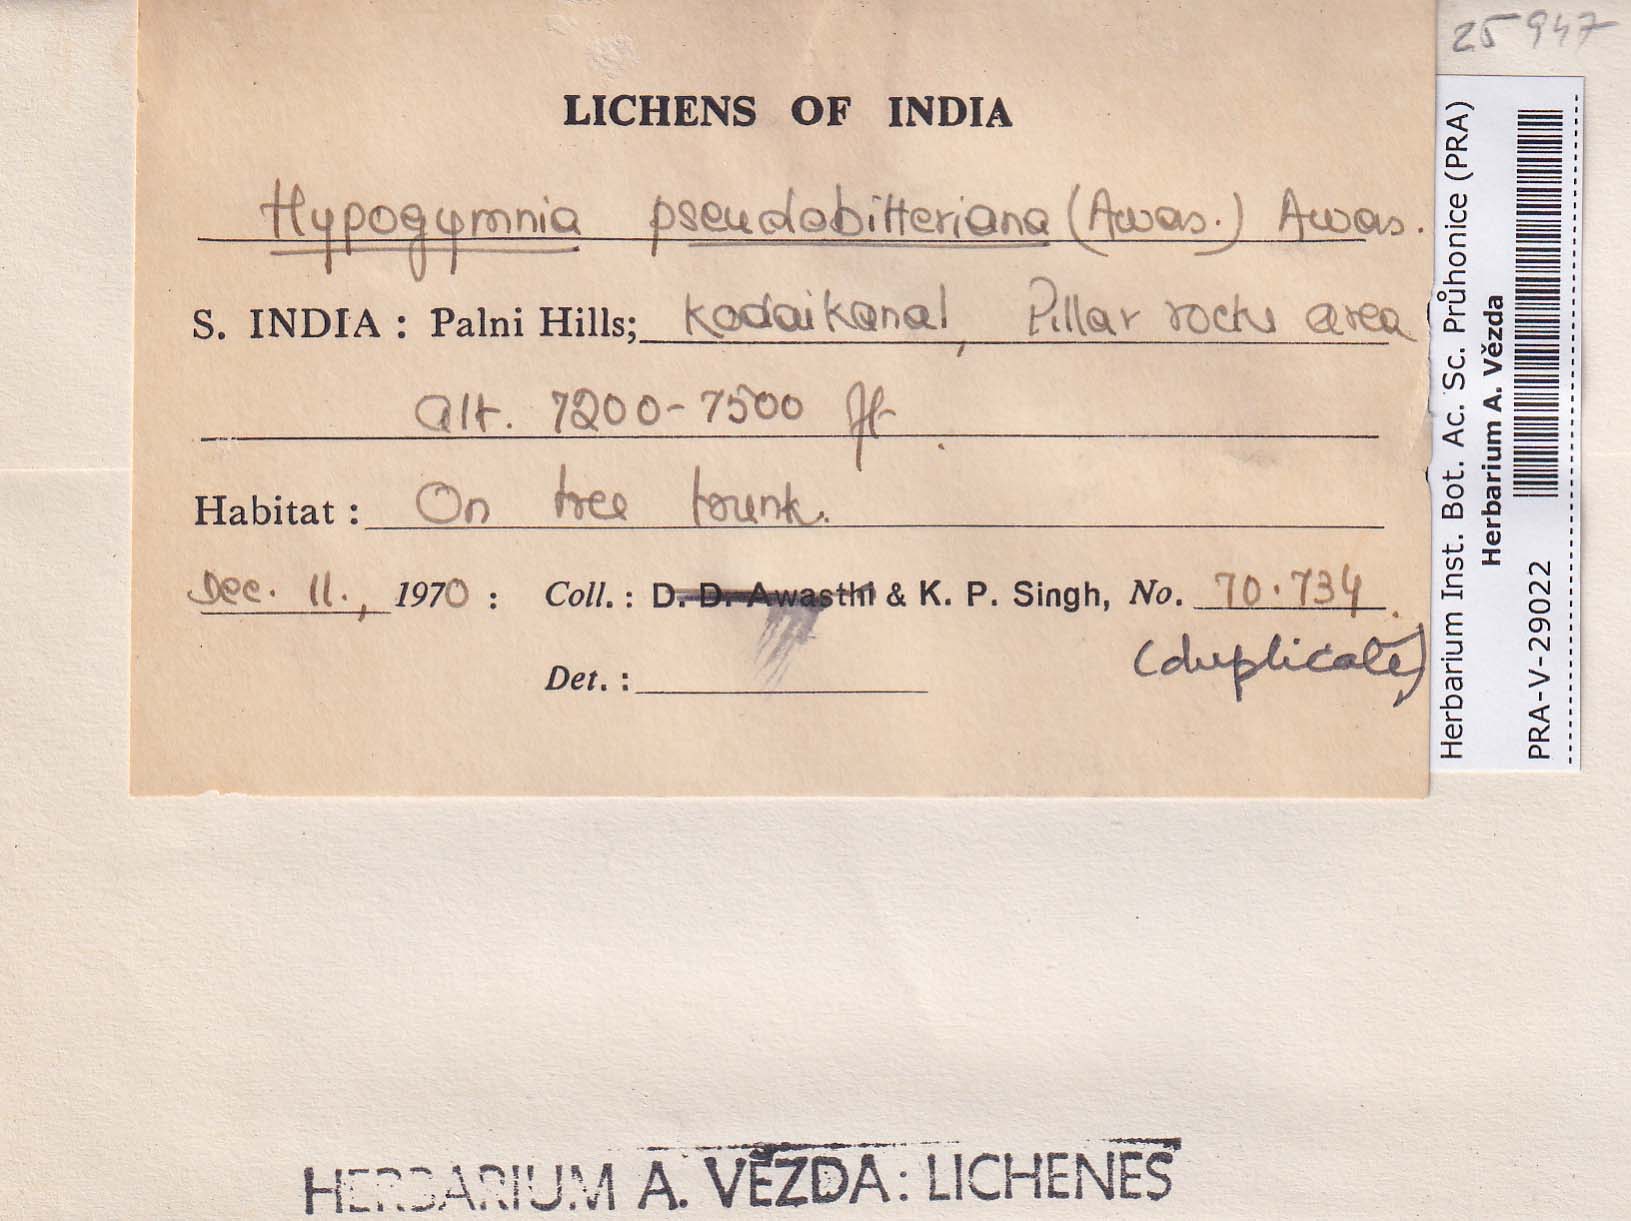 25947
LICHENS OF INDIA
Hypogymnia pseudobitteriana (Awas.) Awas.
S. INDIA : Palni Hills; Kodaikanal, Pillar rocks area
alt. 7200-7500 ft.
Habitat : On tree trunk.
Dec. 11., 1970 : Coll. : D. D. Awasthi & K. P. Singh, No. 70.734.
(duplicate)
Det. :
Herbarium Inst. Bot. Ac. Sc. Průhonice (PRA)
Herbarium A. Vězda
PRA-V-29022
HERBARIUM A. VĚZDA: LICHENES